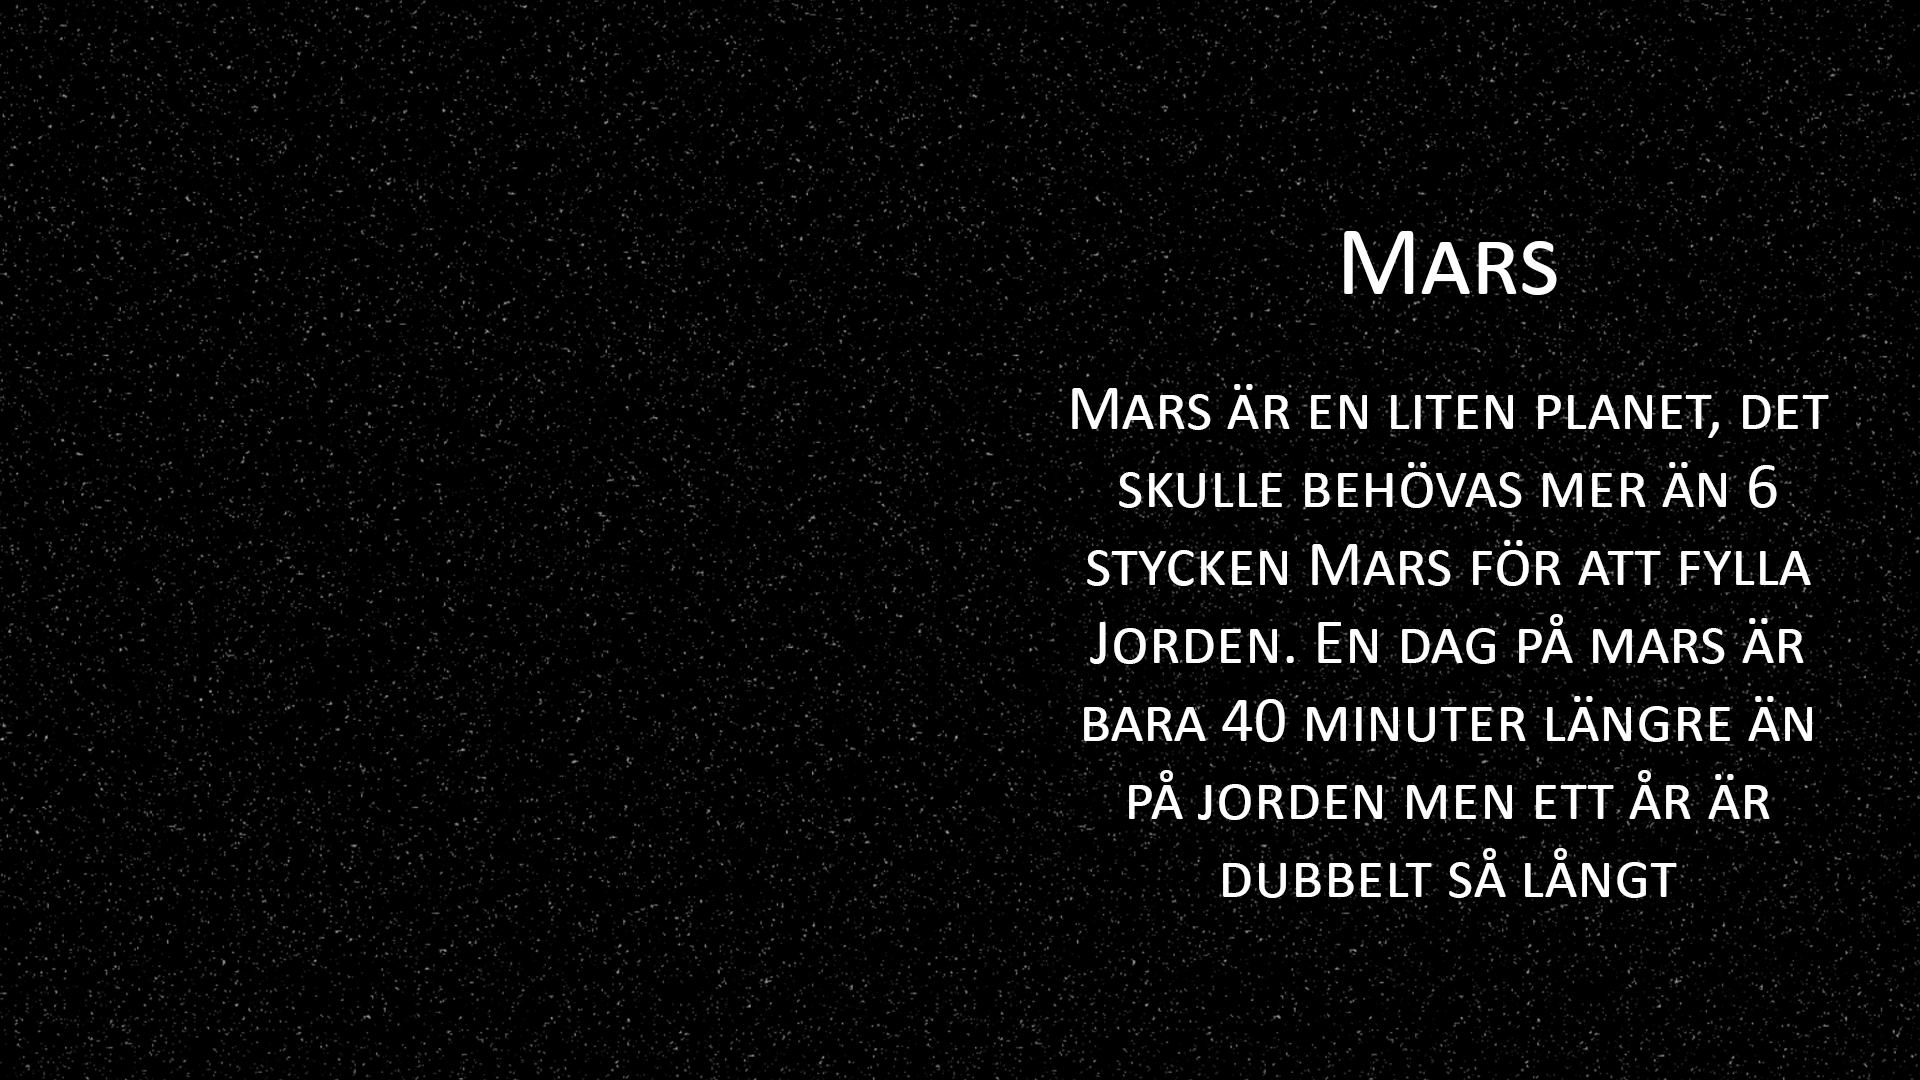 Mars
Mars är en liten planet, det
skulle behövas mer än 6
stycken Mars för att fylla
Jorden. En dag på mars är
bara 40 minuter längre än
på jorden men ett år är
dubbelt så långt